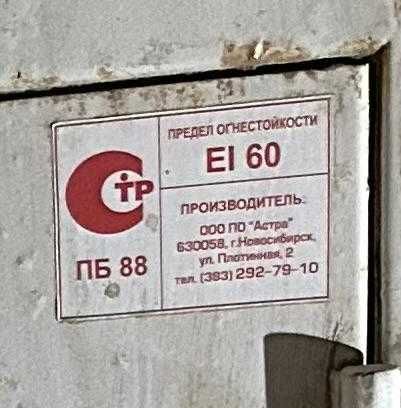 СТР
ПБ 88
ПРЕДЕЛ ОГНЕСТОЙКОСТИ
EI 60
ПРОИЗВОДИТЕЛЬ:
ООО ПО "Астра"
630058, г.Новосибирск,
ул. Плотинная, 2
тел. (383) 292-79-10